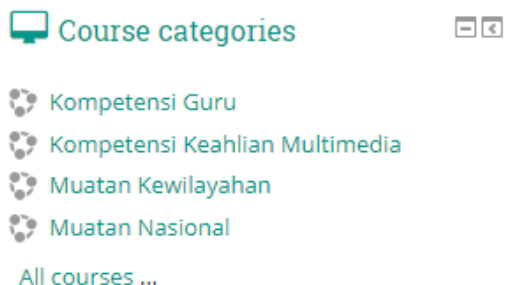 Course categories
Kompetensi Guru
Kompetensi Keahlian Multimedia
Muatan Kewilayahan
Muatan Nasional
All courses ...